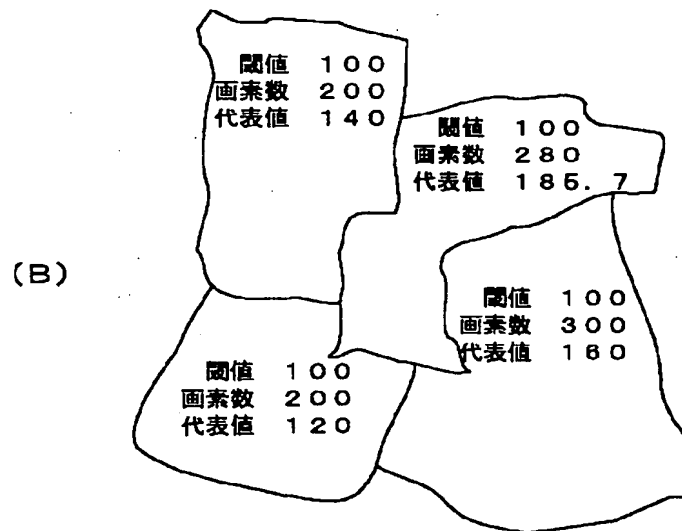 閾値 100
画素数 200
代表値 140
閾値 100
画素数 280
代表値 185.7
(B)
閾値 100
画素数 300
代表値 160
閾値 100
画素数 200
代表値 120